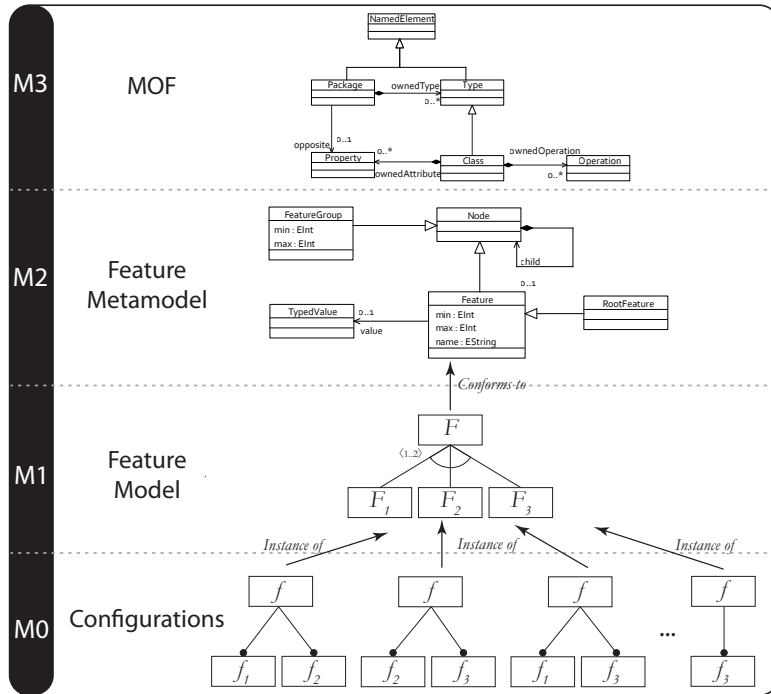 M3
MOF
NamedElement
Package
ownedType
0..*
Type
opposite
0..1
Property
0..*
ownedAttribute
Class
ownedOperation
0..*
Operation
M2
Feature
Metamodel
FeatureGroup
min : EInt
max : EInt
Node
child
0..1
TypedValue
0..1
value
Feature
min : EInt
max : EInt
name : EString
RootFeature
Conforms to
M1
Feature
Model
F
⟨1..2⟩
F1
F2
F3
Instance of
Instance of
Instance of
M0
Configurations
f
f
f
f
...
f1
f2
f2
f3
f1
f3
f3